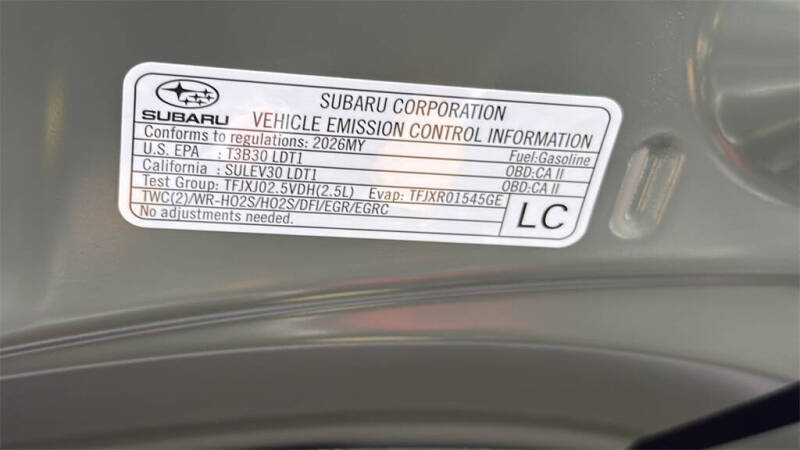 SUBARU
SUBARU CORPORATION
VEHICLE EMISSION CONTROL INFORMATION
Conforms to regulations: 2026MY Fuel:Gasoline
U.S. EPA : T3B30 LDT1 OBD:CA II
California : SULEV30 LDT1 OBD:CA II
Test Group: TFJXJ02.5VDH(2.5L) Evap: TFJXR01545GE
TWC(2)/WR-HO2S/HO2S/DFI/EGR/EGRC
No adjustments needed.
LC